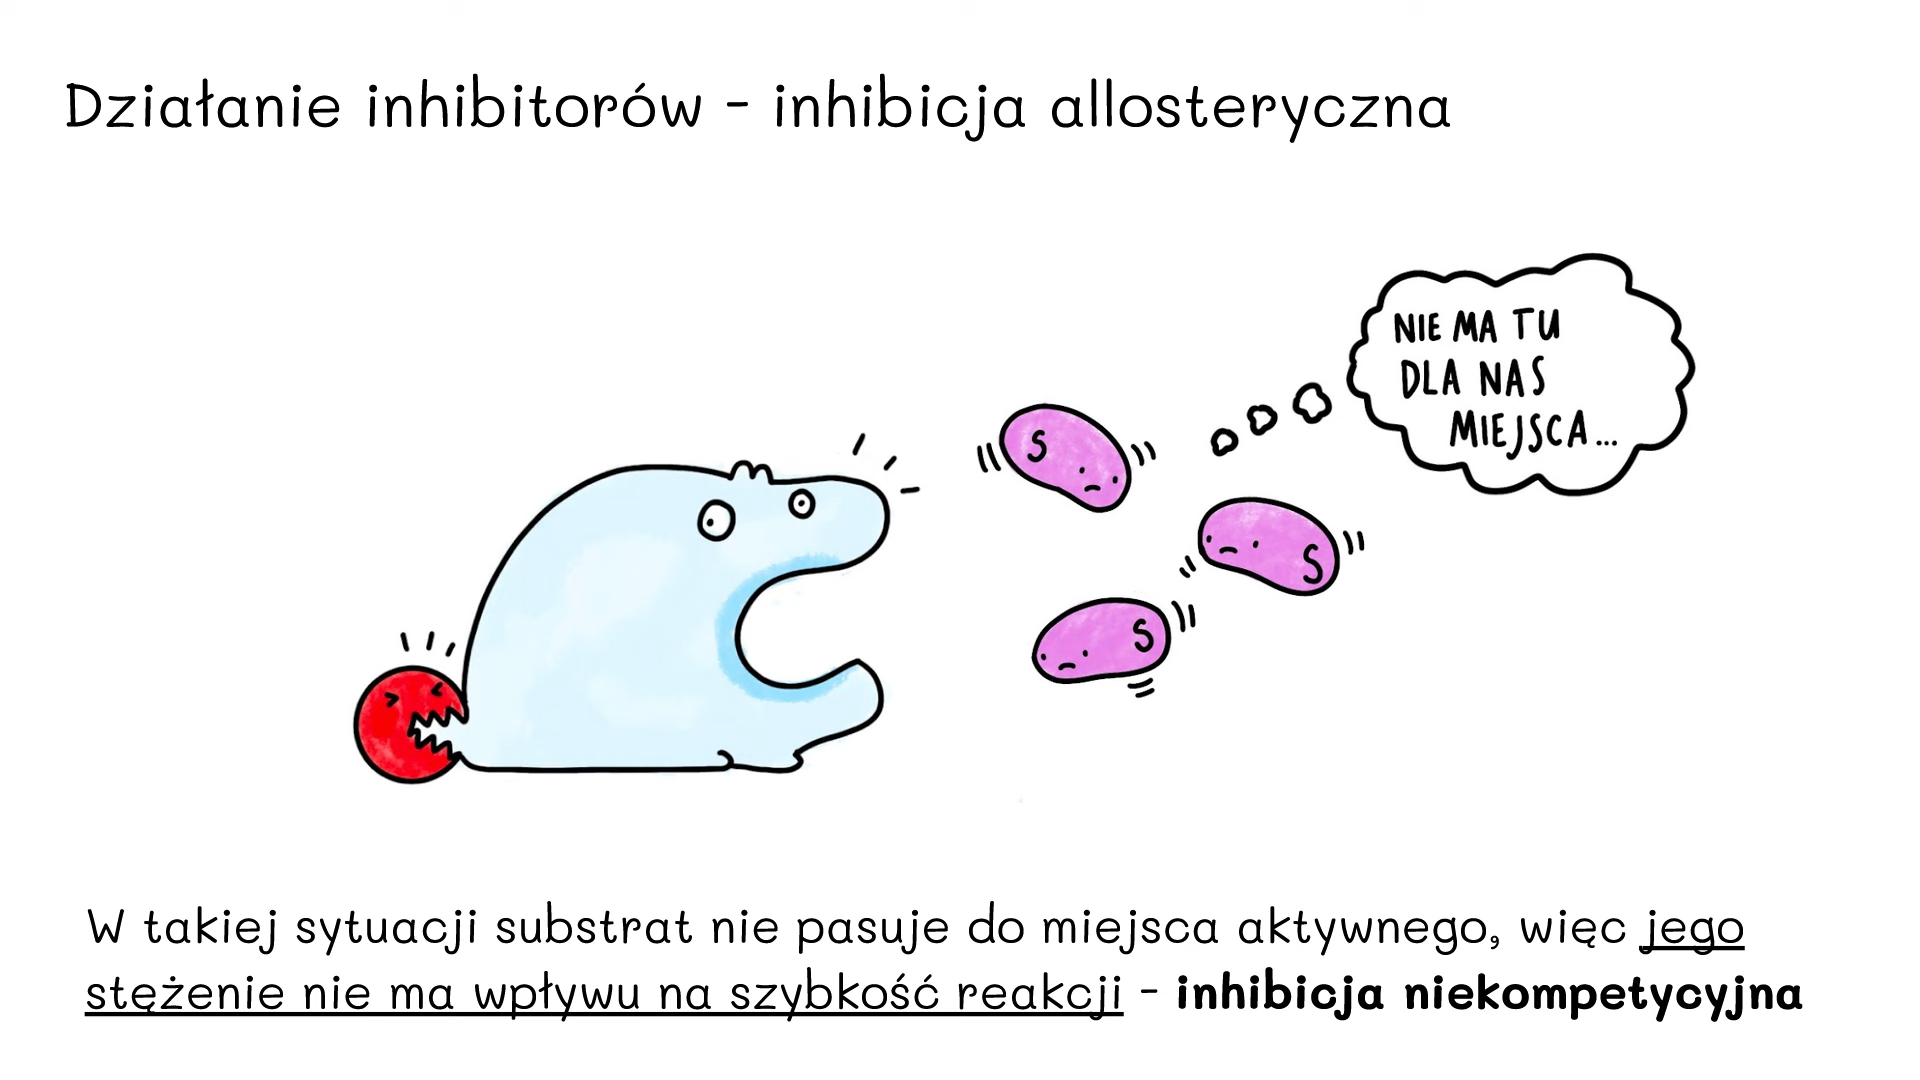 Działanie inhibitorów - inhibicja allosteryczna
NIE MA TU
DLA NAS
MIEJSCA...
S
S
S
W takiej sytuacji substrat nie pasuje do miejsca aktywnego, więc jego
stężenie nie ma wpływu na szybkość reakcji - inhibicja niekompetycyjna